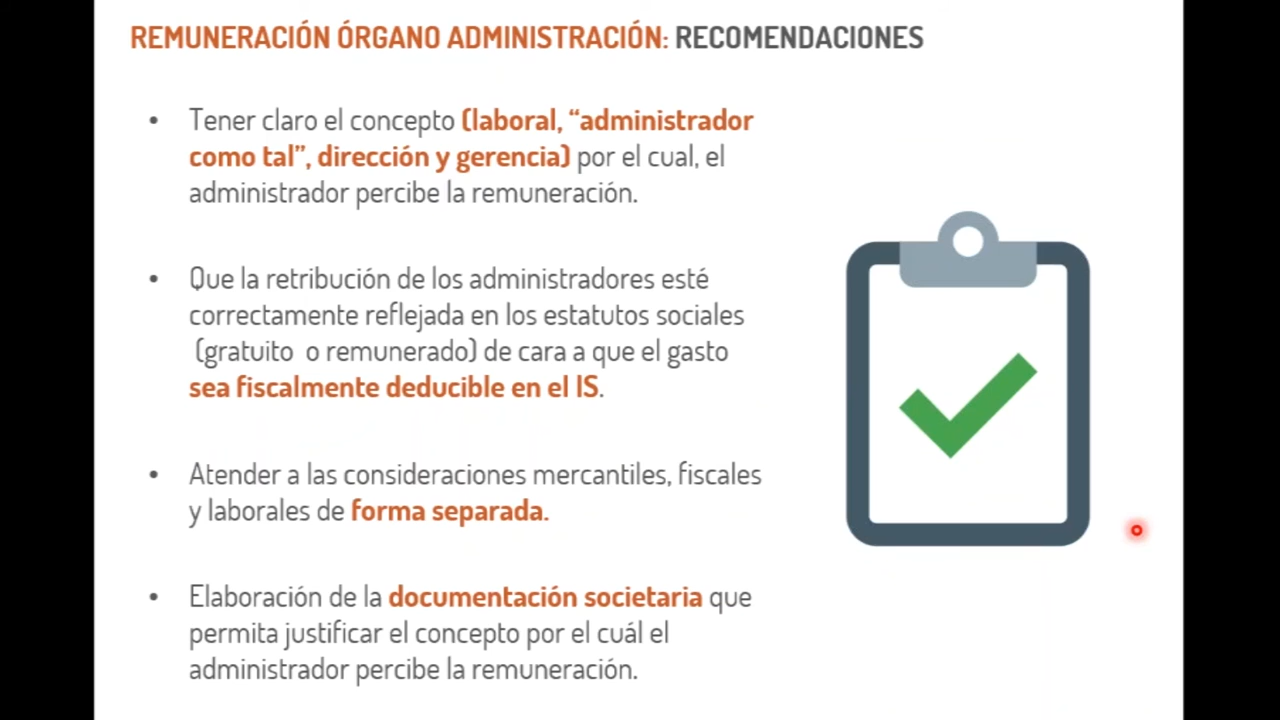 REMUNERACIÓN ÓRGANO ADMINISTRACIÓN: RECOMENDACIONES
• Tener claro el concepto (laboral, “administrador
como tal”, dirección y gerencia) por el cual, el
administrador percibe la remuneración.
• Que la retribución de los administradores esté
correctamente reflejada en los estatutos sociales
(gratuito o remunerado) de cara a que el gasto
sea fiscalmente deducible en el IS.
• Atender a las consideraciones mercantiles, fiscales
y laborales de forma separada.
• Elaboración de la documentación societaria que
permita justificar el concepto por el cuál el
administrador percibe la remuneración.